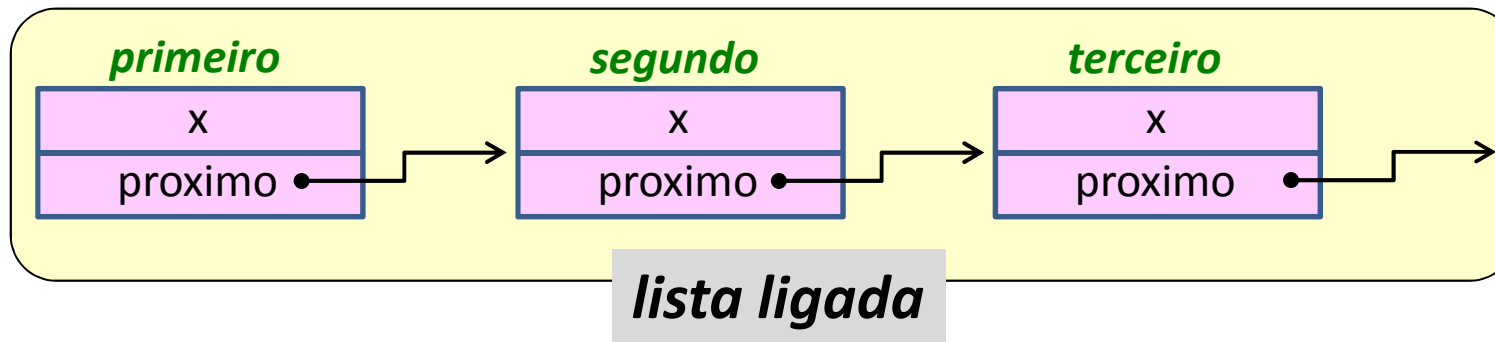 primeiro segundo terceiro
x x x
proximo proximo proximo
lista ligada